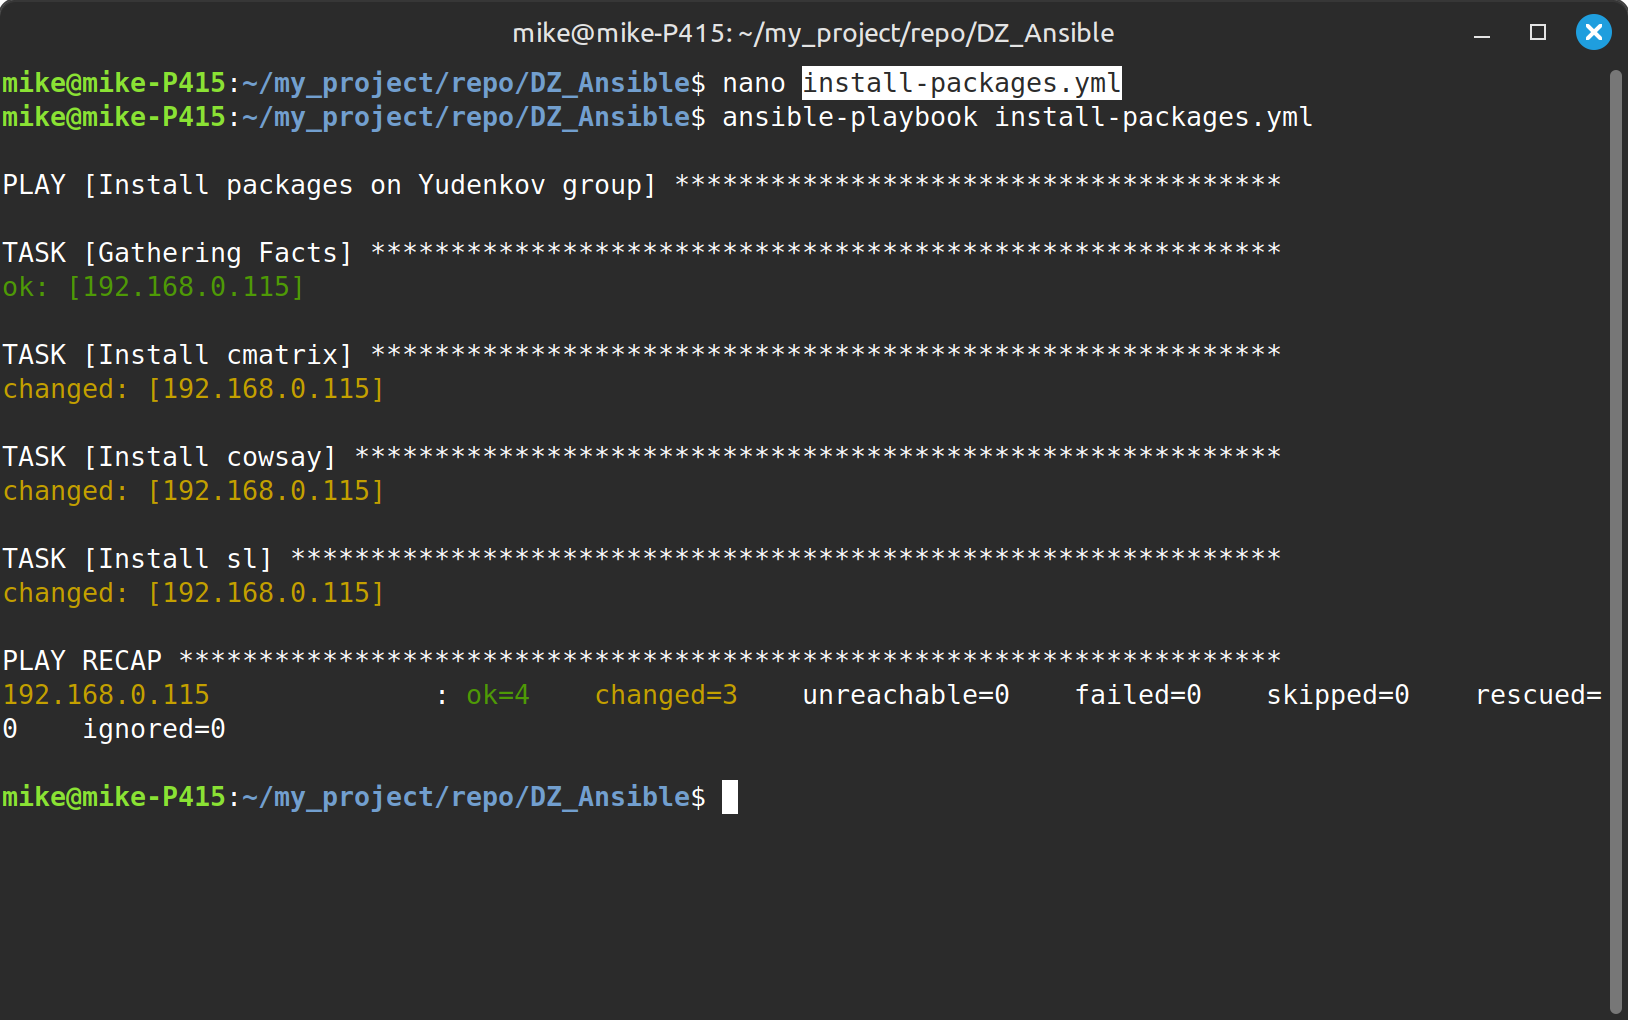 mike@mike-P415: ~/my_project/repo/DZ_Ansible
mike@mike-P415:~/my_project/repo/DZ_Ansible$ nano install-packages.yml
mike@mike-P415:~/my_project/repo/DZ_Ansible$ ansible-playbook install-packages.yml
PLAY [Install packages on Yudenkov group] **************************************
TASK [Gathering Facts] *********************************************************
ok: [192.168.0.115]
TASK [Install cmatrix] *********************************************************
changed: [192.168.0.115]
TASK [Install cowsay] **********************************************************
changed: [192.168.0.115]
TASK [Install sl] **************************************************************
changed: [192.168.0.115]
PLAY RECAP *********************************************************************
192.168.0.115              : ok=4    changed=3    unreachable=0    failed=0    skipped=0    rescued=
0    ignored=0
mike@mike-P415:~/my_project/repo/DZ_Ansible$